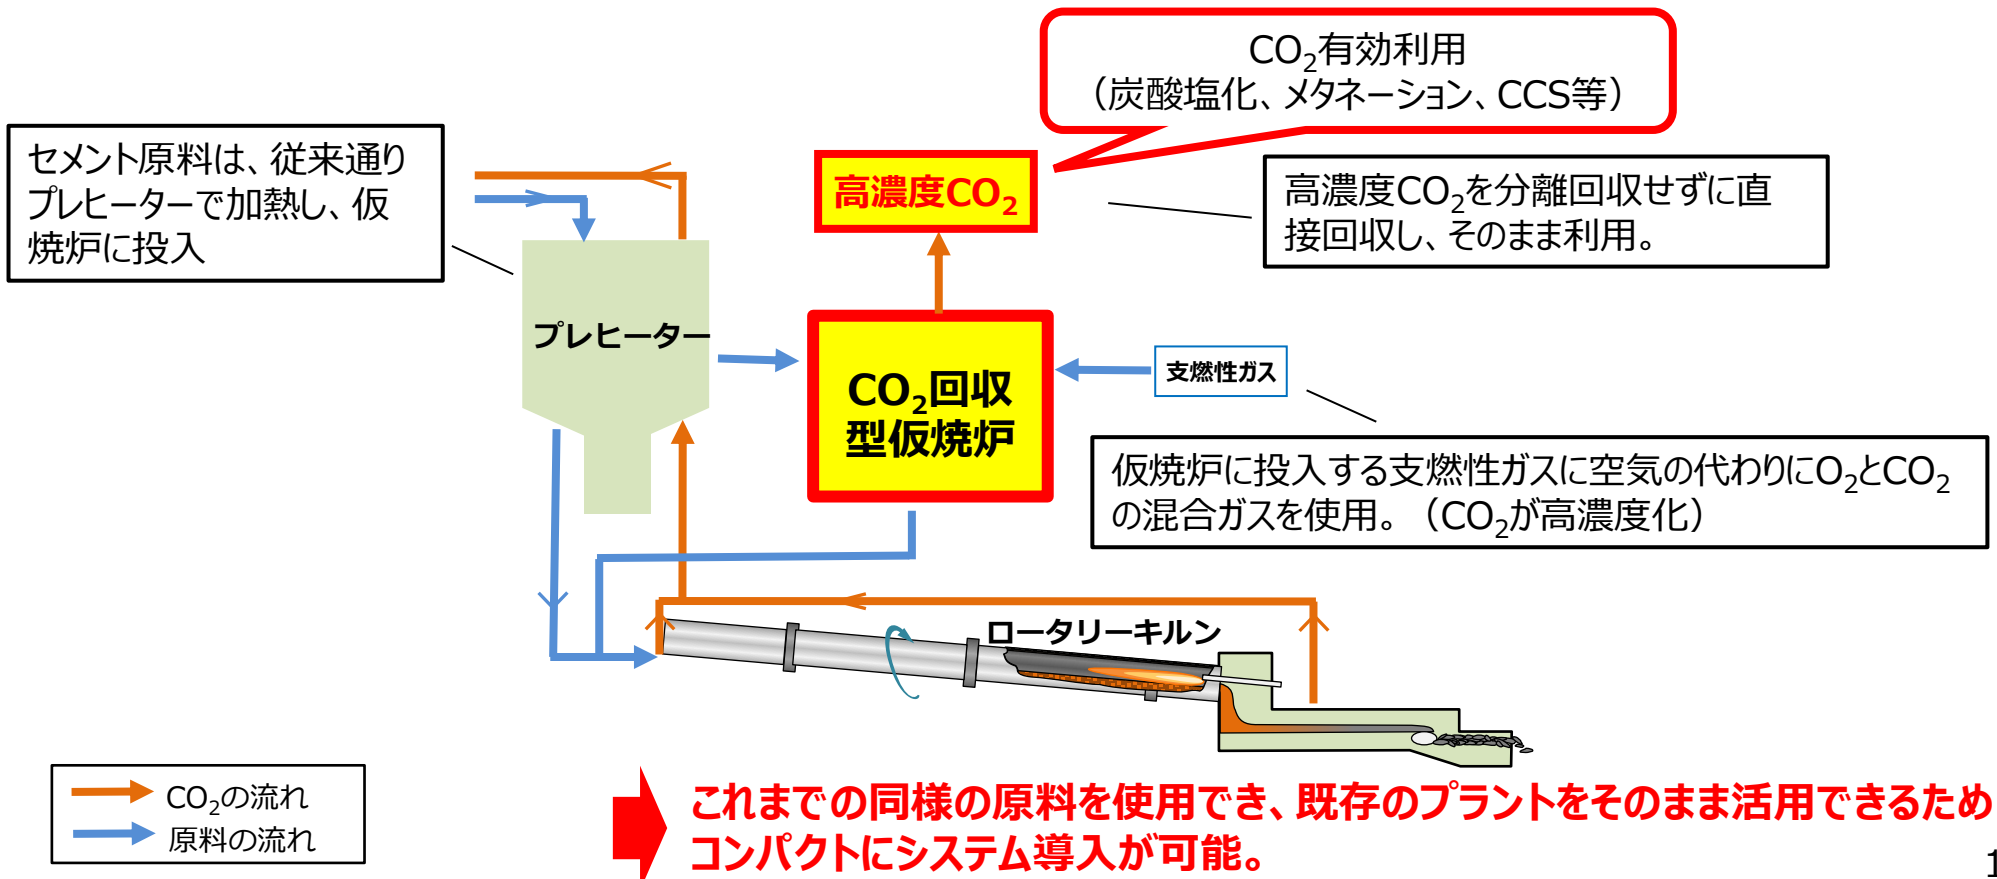 CO₂有効利用
（炭酸塩化、メタネーション、CCS等）
セメント原料は、従来通り
プレヒーターで加熱し、仮
焼炉に投入
高濃度CO₂
高濃度CO₂を分離回収せずに直
接回収し、そのまま利用。
プレヒーター
CO₂回収
型仮焼炉
支燃性ガス
仮焼炉に投入する支燃性ガスに空気の代わりにO₂とCO₂
の混合ガスを使用。（CO₂が高濃度化）
ロータリーキルン
CO₂の流れ
原料の流れ
これまでの同様の原料を使用でき、既存のプラントをそのまま活用できるため
コンパクトにシステム導入が可能。